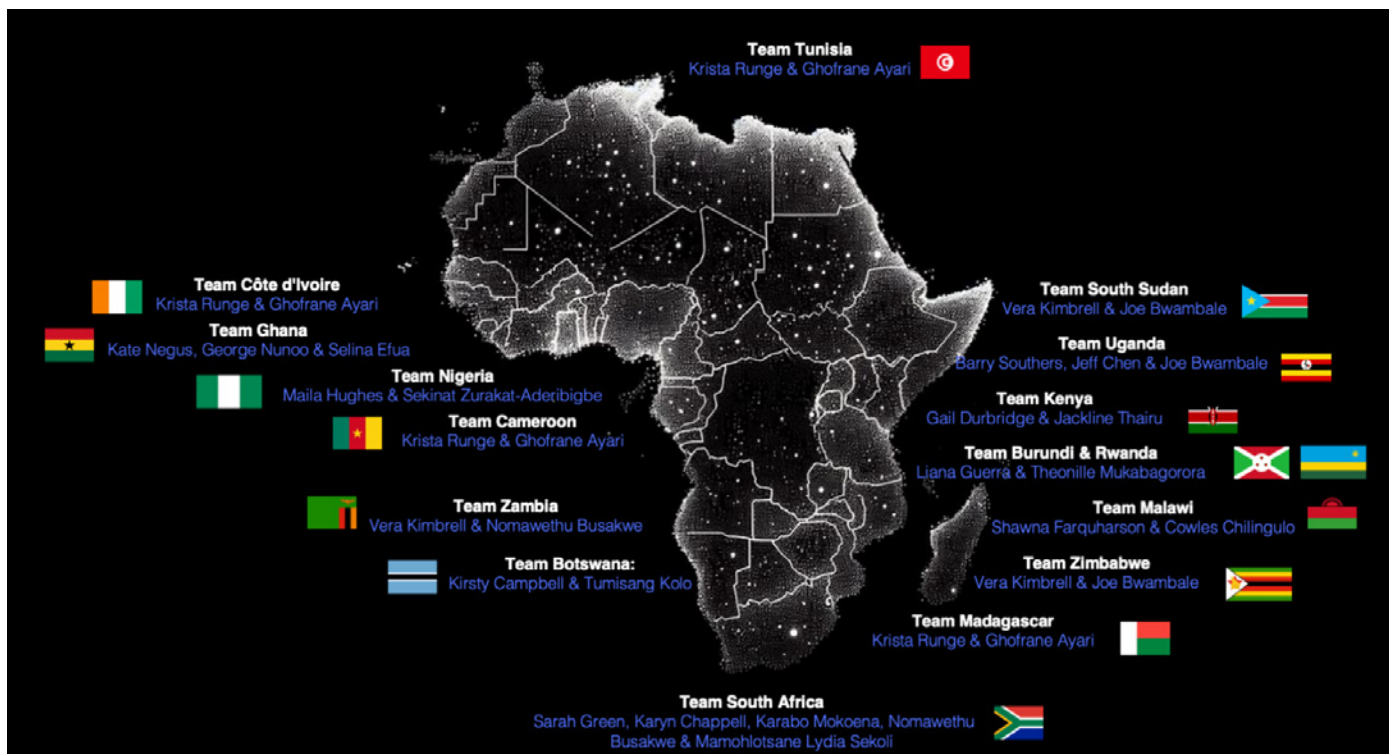 Team Tunisia
Krista Runge & Ghofrane Ayari
Team Côte d'Ivoire
Krista Runge & Ghofrane Ayari
Team Ghana
Kate Negus, George Nunoo & Selina Efua
Team Nigeria
Maila Hughes & Sekinat Zurakat-Aderibigbe
Team Cameroon
Krista Runge & Ghofrane Ayari
Team Zambia
Vera Kimbrell & Nomawethu Busakwe
Team Botswana:
Kirsty Campbell & Tumisang Kolo
Team South Sudan
Vera Kimbrell & Joe Bwambale
Team Uganda
Barry Southers, Jeff Chen & Joe Bwambale
Team Kenya
Gail Durbridge & Jackline Thairu
Team Burundi & Rwanda
Liana Guerra & Theonille Mukabagorora
Team Malawi
Shawna Farquharson & Cowles Chilingulo
Team Zimbabwe
Vera Kimbrell & Joe Bwambale
Team Madagascar
Krista Runge & Ghofrane Ayari
Team South Africa
Sarah Green, Karyn Chappell, Karabo Mokoena, Nomawethu
Busakwe & Mamohlotsane Lydia Sekoli